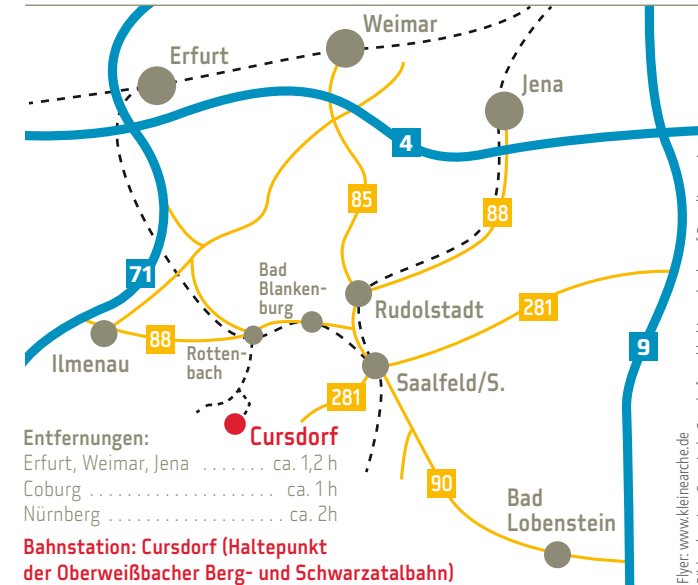 Weimar
Erfurt
Jena
4
85
88
71
Bad
Blanken-
burg
Rudolstadt
281
88
9
Ilmenau
Rotten-
bach
Saalfeld/S.
281
Cursdorf
Entfernungen:
Erfurt, Weimar, Jena ....... ca. 1,2 h
Coburg .................... ca. 1 h
Nürnberg .................. ca. 2h
90
Bad
Lobenstein
Bahnstation: Cursdorf (Haltepunkt
der Oberweißbacher Berg- und Schwarzatalbahn)
Flyer: www.kleinearche.de